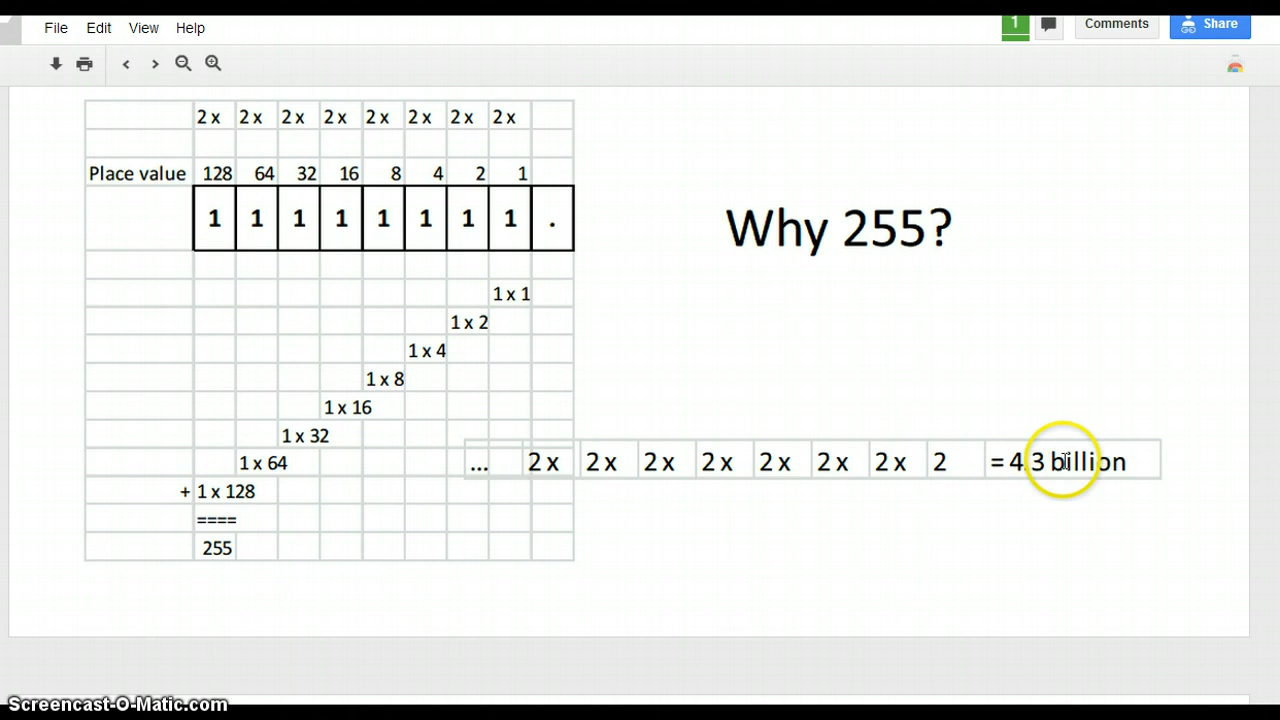 File Edit View Help
1 Comments Share
2 x 2 x 2 x 2 x 2 x 2 x 2 x 2 x
Place value 128 64 32 16 8 4 2 1
1 1 1 1 1 1 1 1 .
Why 255?
1 x 1
1 x 2
1 x 4
1 x 8
1 x 16
1 x 32
1 x 64
... 2 x 2 x 2 x 2 x 2 x 2 x 2 x 2 = 4.3 billion
+ 1 x 128
====
255
Screencast-O-Matic.com